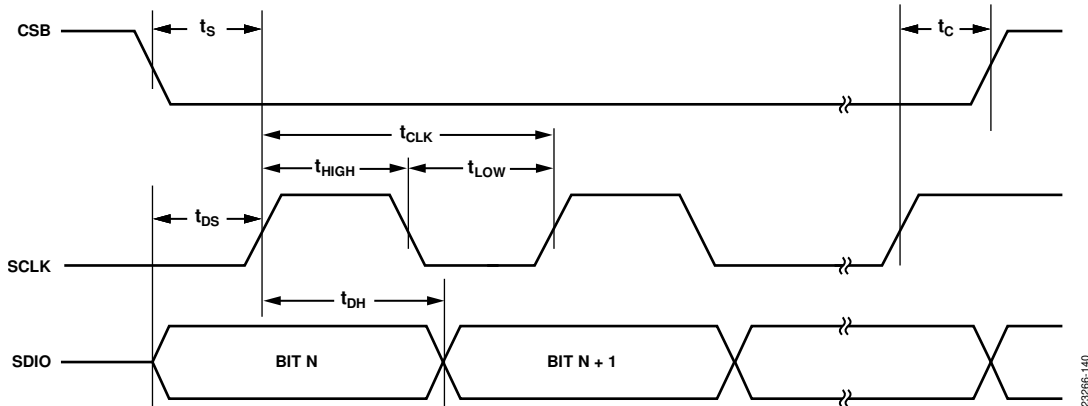 CSB
tS
tC
tCLK
tHIGH
tLOW
tDS
SCLK
tDH
SDIO
BIT N
BIT N + 1
23266-140